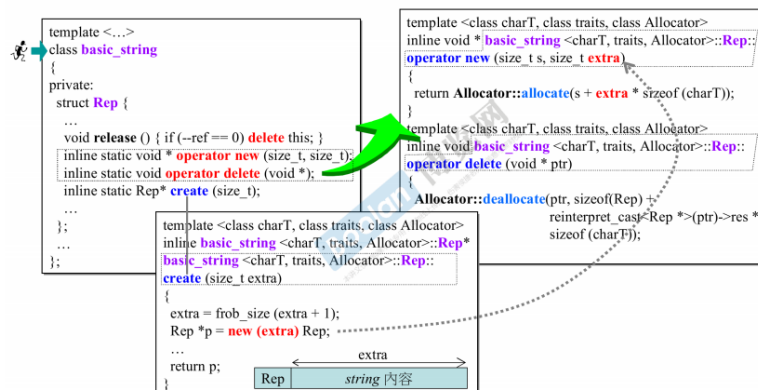 template <…>
class basic_string
{
private:
struct Rep {
…
void release () { if (--ref == 0) delete this; }
inline static void * operator new (size_t, size_t);
inline static void operator delete (void *);
inline static Rep* create (size_t);
…
};
…
};
template <class charT, class traits, class Allocator>
inline basic_string <charT, traits, Allocator>::Rep*
basic_string <charT, traits, Allocator>::Rep::
create (size_t extra)
{
extra = frob_size (extra + 1);
Rep *p = new (extra) Rep;
…
return p;
}
extra
Rep
string 內容
template <class charT, class traits, class Allocator>
inline void * basic_string <charT, traits, Allocator>::Rep::
operator new (size_t s, size_t extra)
{
return Allocator::allocate(s + extra * sizeof (charT));
}
template <class charT, class traits, class Allocator>
inline void basic_string <charT, traits, Allocator>::Rep::
operator delete (void * ptr)
{
Allocator::deallocate(ptr, sizeof(Rep) +
reinterpret_cast<Rep *>(ptr)->res *
sizeof (charT));
}
boolan 博览网